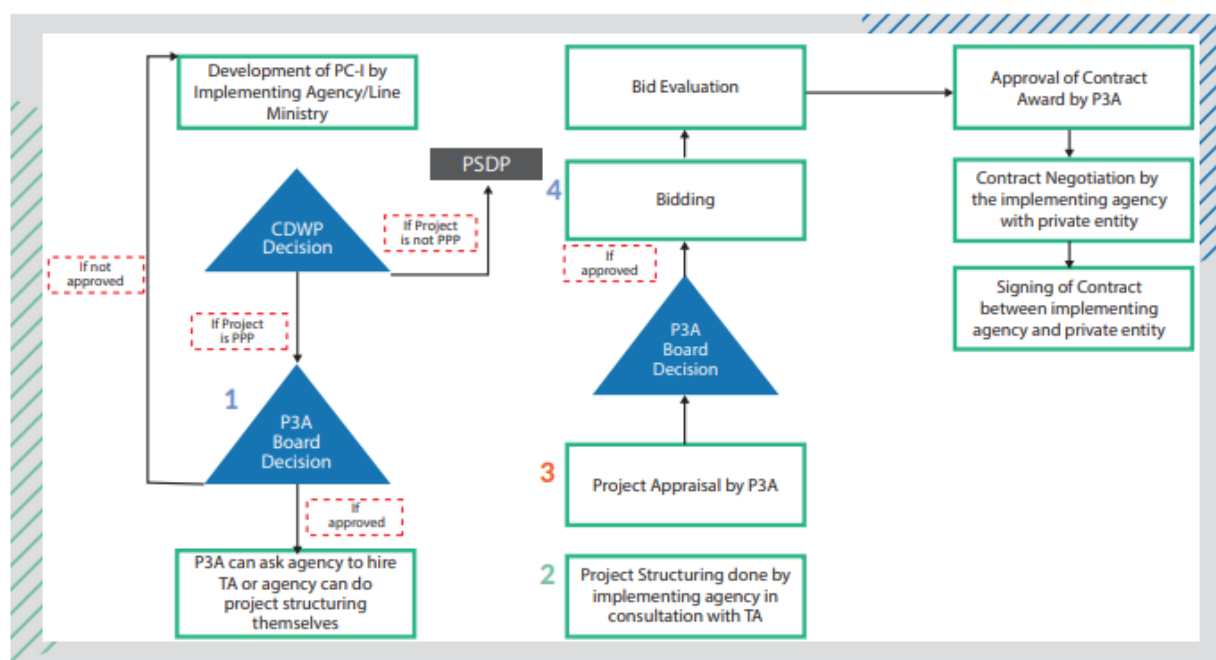 Development of PC-I by
Implementing Agency/Line
Ministry
PSDP
CDWP
Decision
If Project
is not PPP
If not
approved
If Project
is PPP
1
P3A
Board
Decision
If
approved
P3A can ask agency to hire
TA or agency can do
project structuring
themselves
Bid Evaluation
4
Bidding
If
approved
P3A
Board
Decision
3
Project Appraisal by P3A
2
Project Structuring done by
implementing agency in
consultation with TA
Approval of Contract
Award by P3A
Contract Negotiation by
the implementing agency
with private entity
Signing of Contract
between implementing
agency and private entity